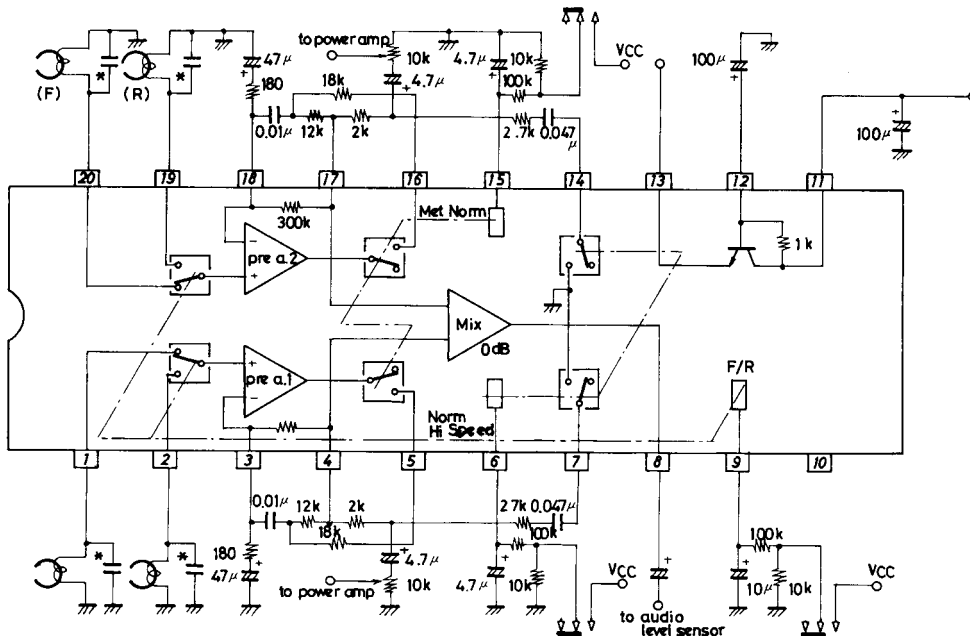 to power amp
VCC
47μ
180
18k
10k
4.7μ
4.7μ
10k
100k
100μ
100μ
(F)
*
(R)
*
0.01μ
12k
2k
2.7k
0.047μ
20
19
18
17
16
15
14
13
12
11
300k
Met Norm
1k
pre a.2
Mix
0dB
pre a.1
F/R
Norm
Hi Speed
1
2
3
4
5
6
7
8
9
10
0.01μ
12k
2k
2.7k
0.047μ
18k
100k
100k
*
*
180
47μ
4.7μ
10k
to power amp
4.7μ
10k
VCC
10μ
10k
VCC
to audio
level sensor